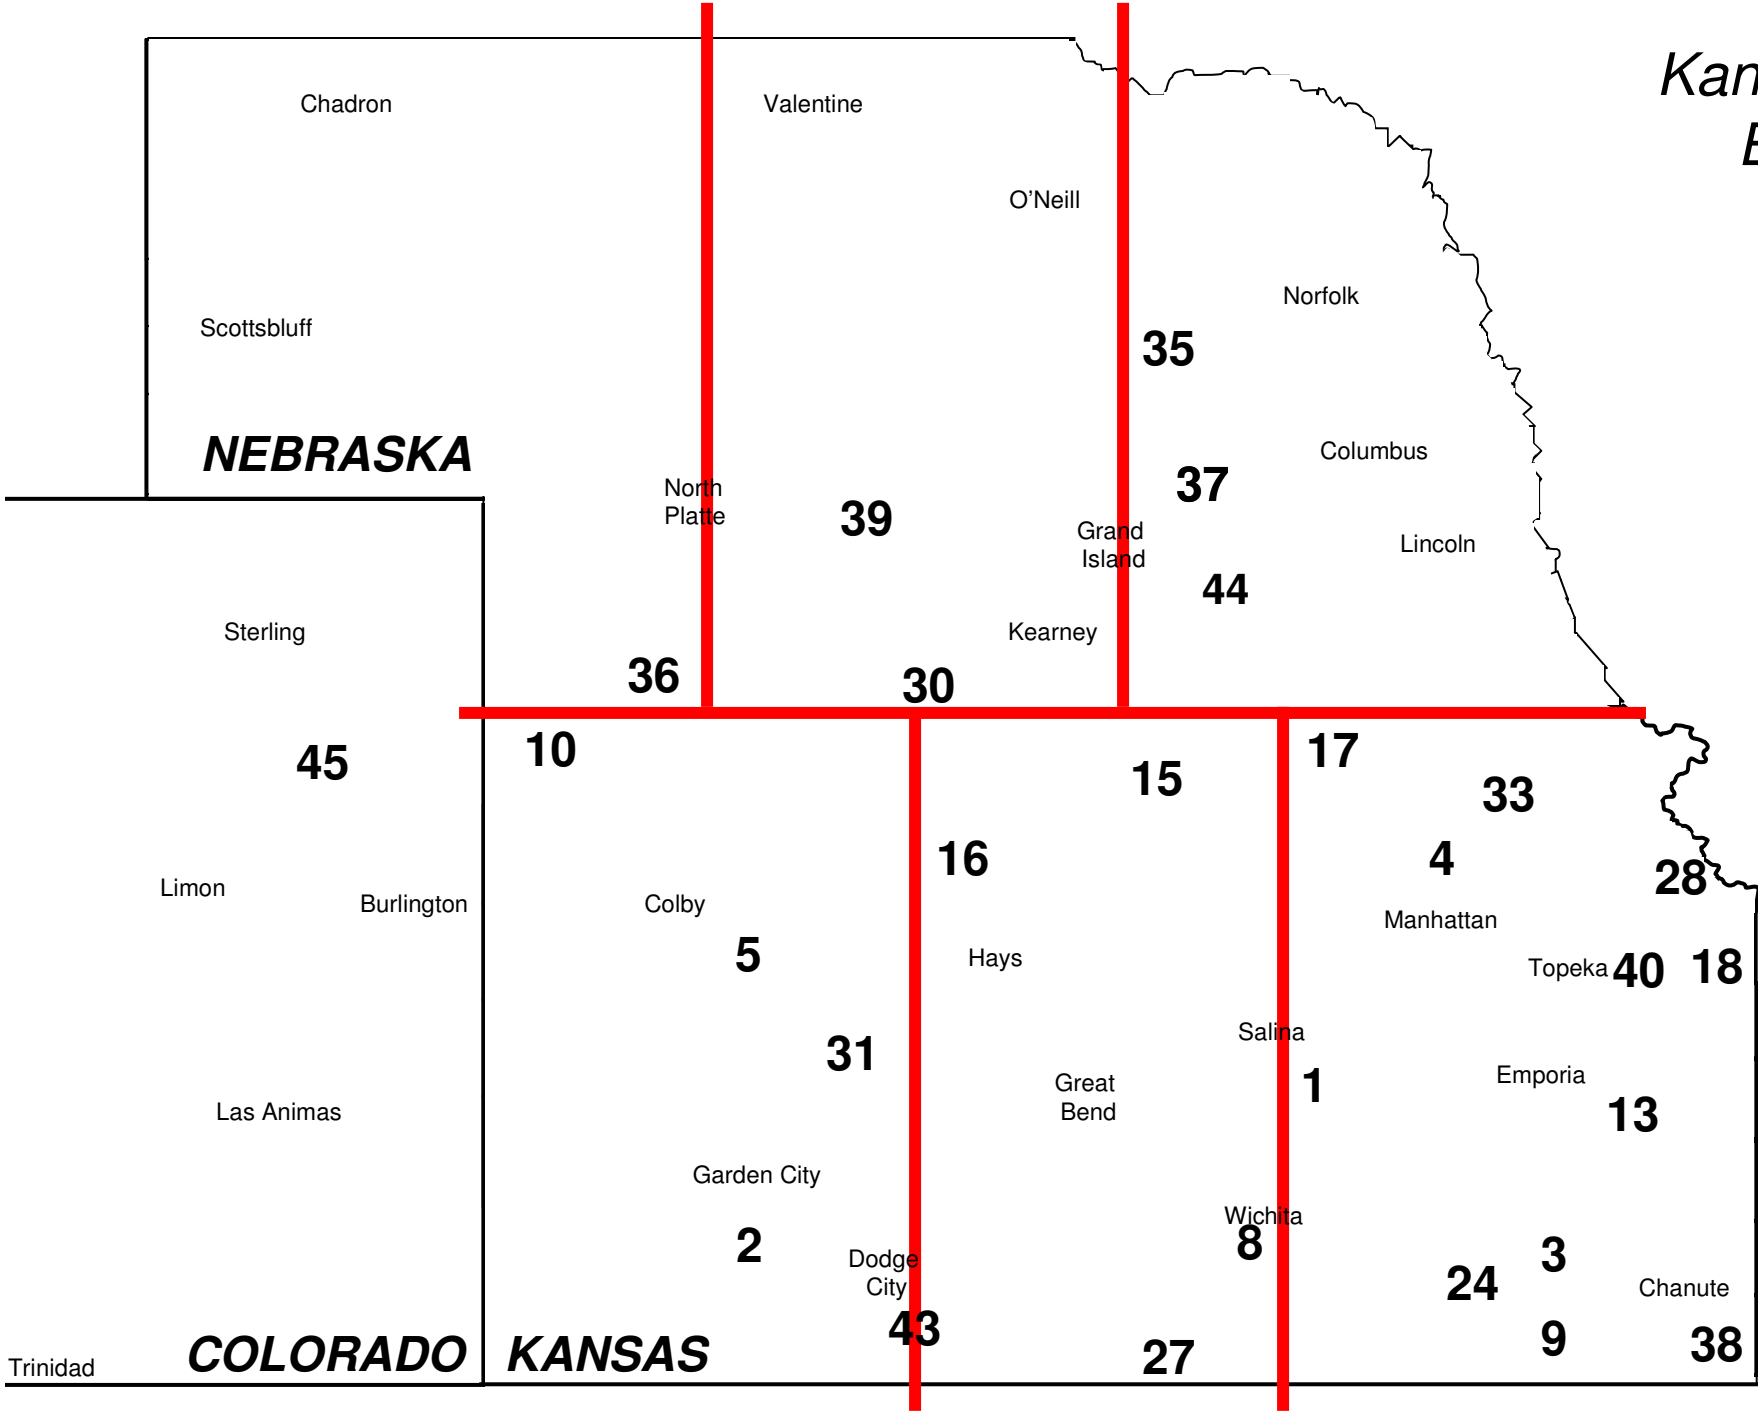 Kan
E
Chadron
Valentine
O'Neill
Norfolk
Scottsbluff
35
NEBRASKA
Columbus
North
Platte
39
37
Grand
Island
Lincoln
44
Sterling
Kearney
36
30
45
10
15
17
33
16
4
28
Limon
Burlington
Colby
Manhattan
5
Hays
Topeka
40
18
Salina
31
1
Great
Bend
Emporia
13
Las Animas
Garden City
Wichita
8
2
Dodge
City
3
24
Chanute
43
9
38
27
Trinidad
COLORADO
KANSAS